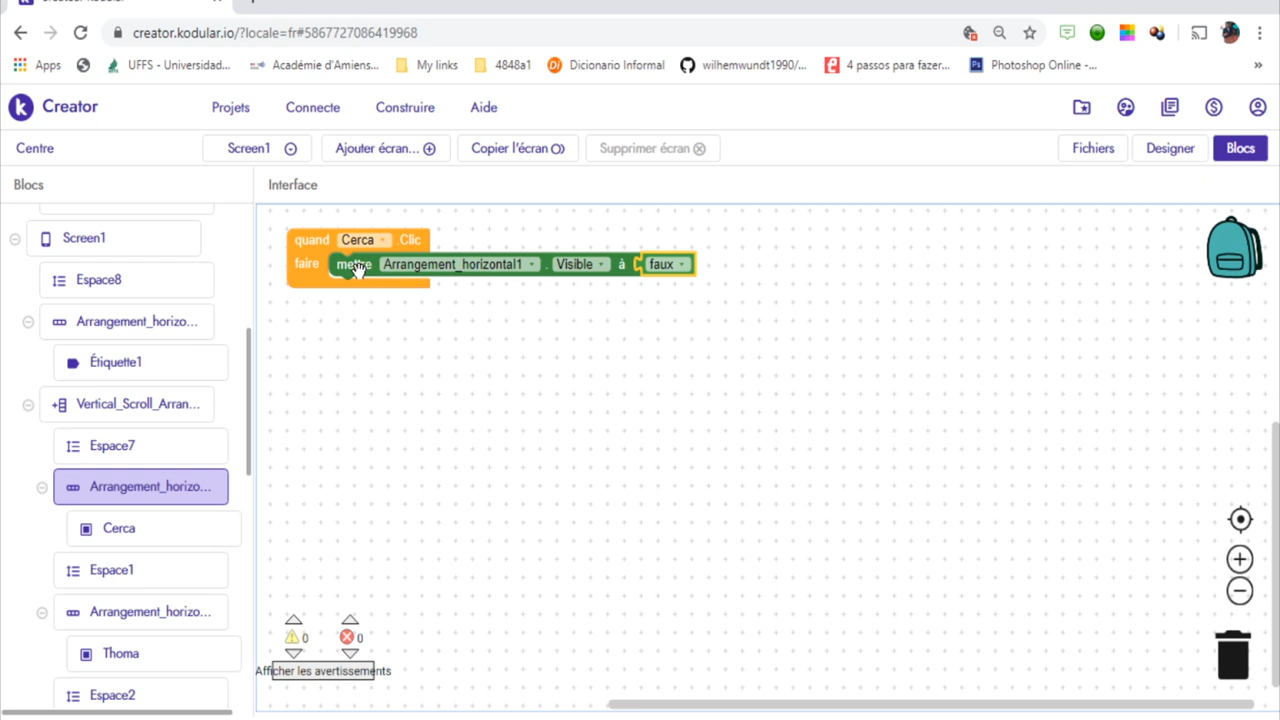 creator.kodular.io/?locale=fr#5867727086419968
Apps
UFFS - Universidad...
Académie d'Amiens...
My links
4848a1
Dicionario Informal
wilhemwundt1990/...
4 passos para fazer...
Photoshop Online -...
»
Creator
Projets
Connecte
Construire
Aide
Centre
Screen1
Ajouter écran...
Copier l'écran
Supprimer écran
Fichiers
Designer
Blocs
Blocs
Interface
Screen1
Espace8
Arrangement_horizo...
Étiquette1
Vertical_Scroll_Arran...
Espace7
Arrangement_horizo...
Cerca
Espace1
Arrangement_horizo...
Thoma
Espace2
quand Cerca .Clic
faire mettre Arrangement_horizontal1 . Visible à faux
0 0
Afficher les avertissements